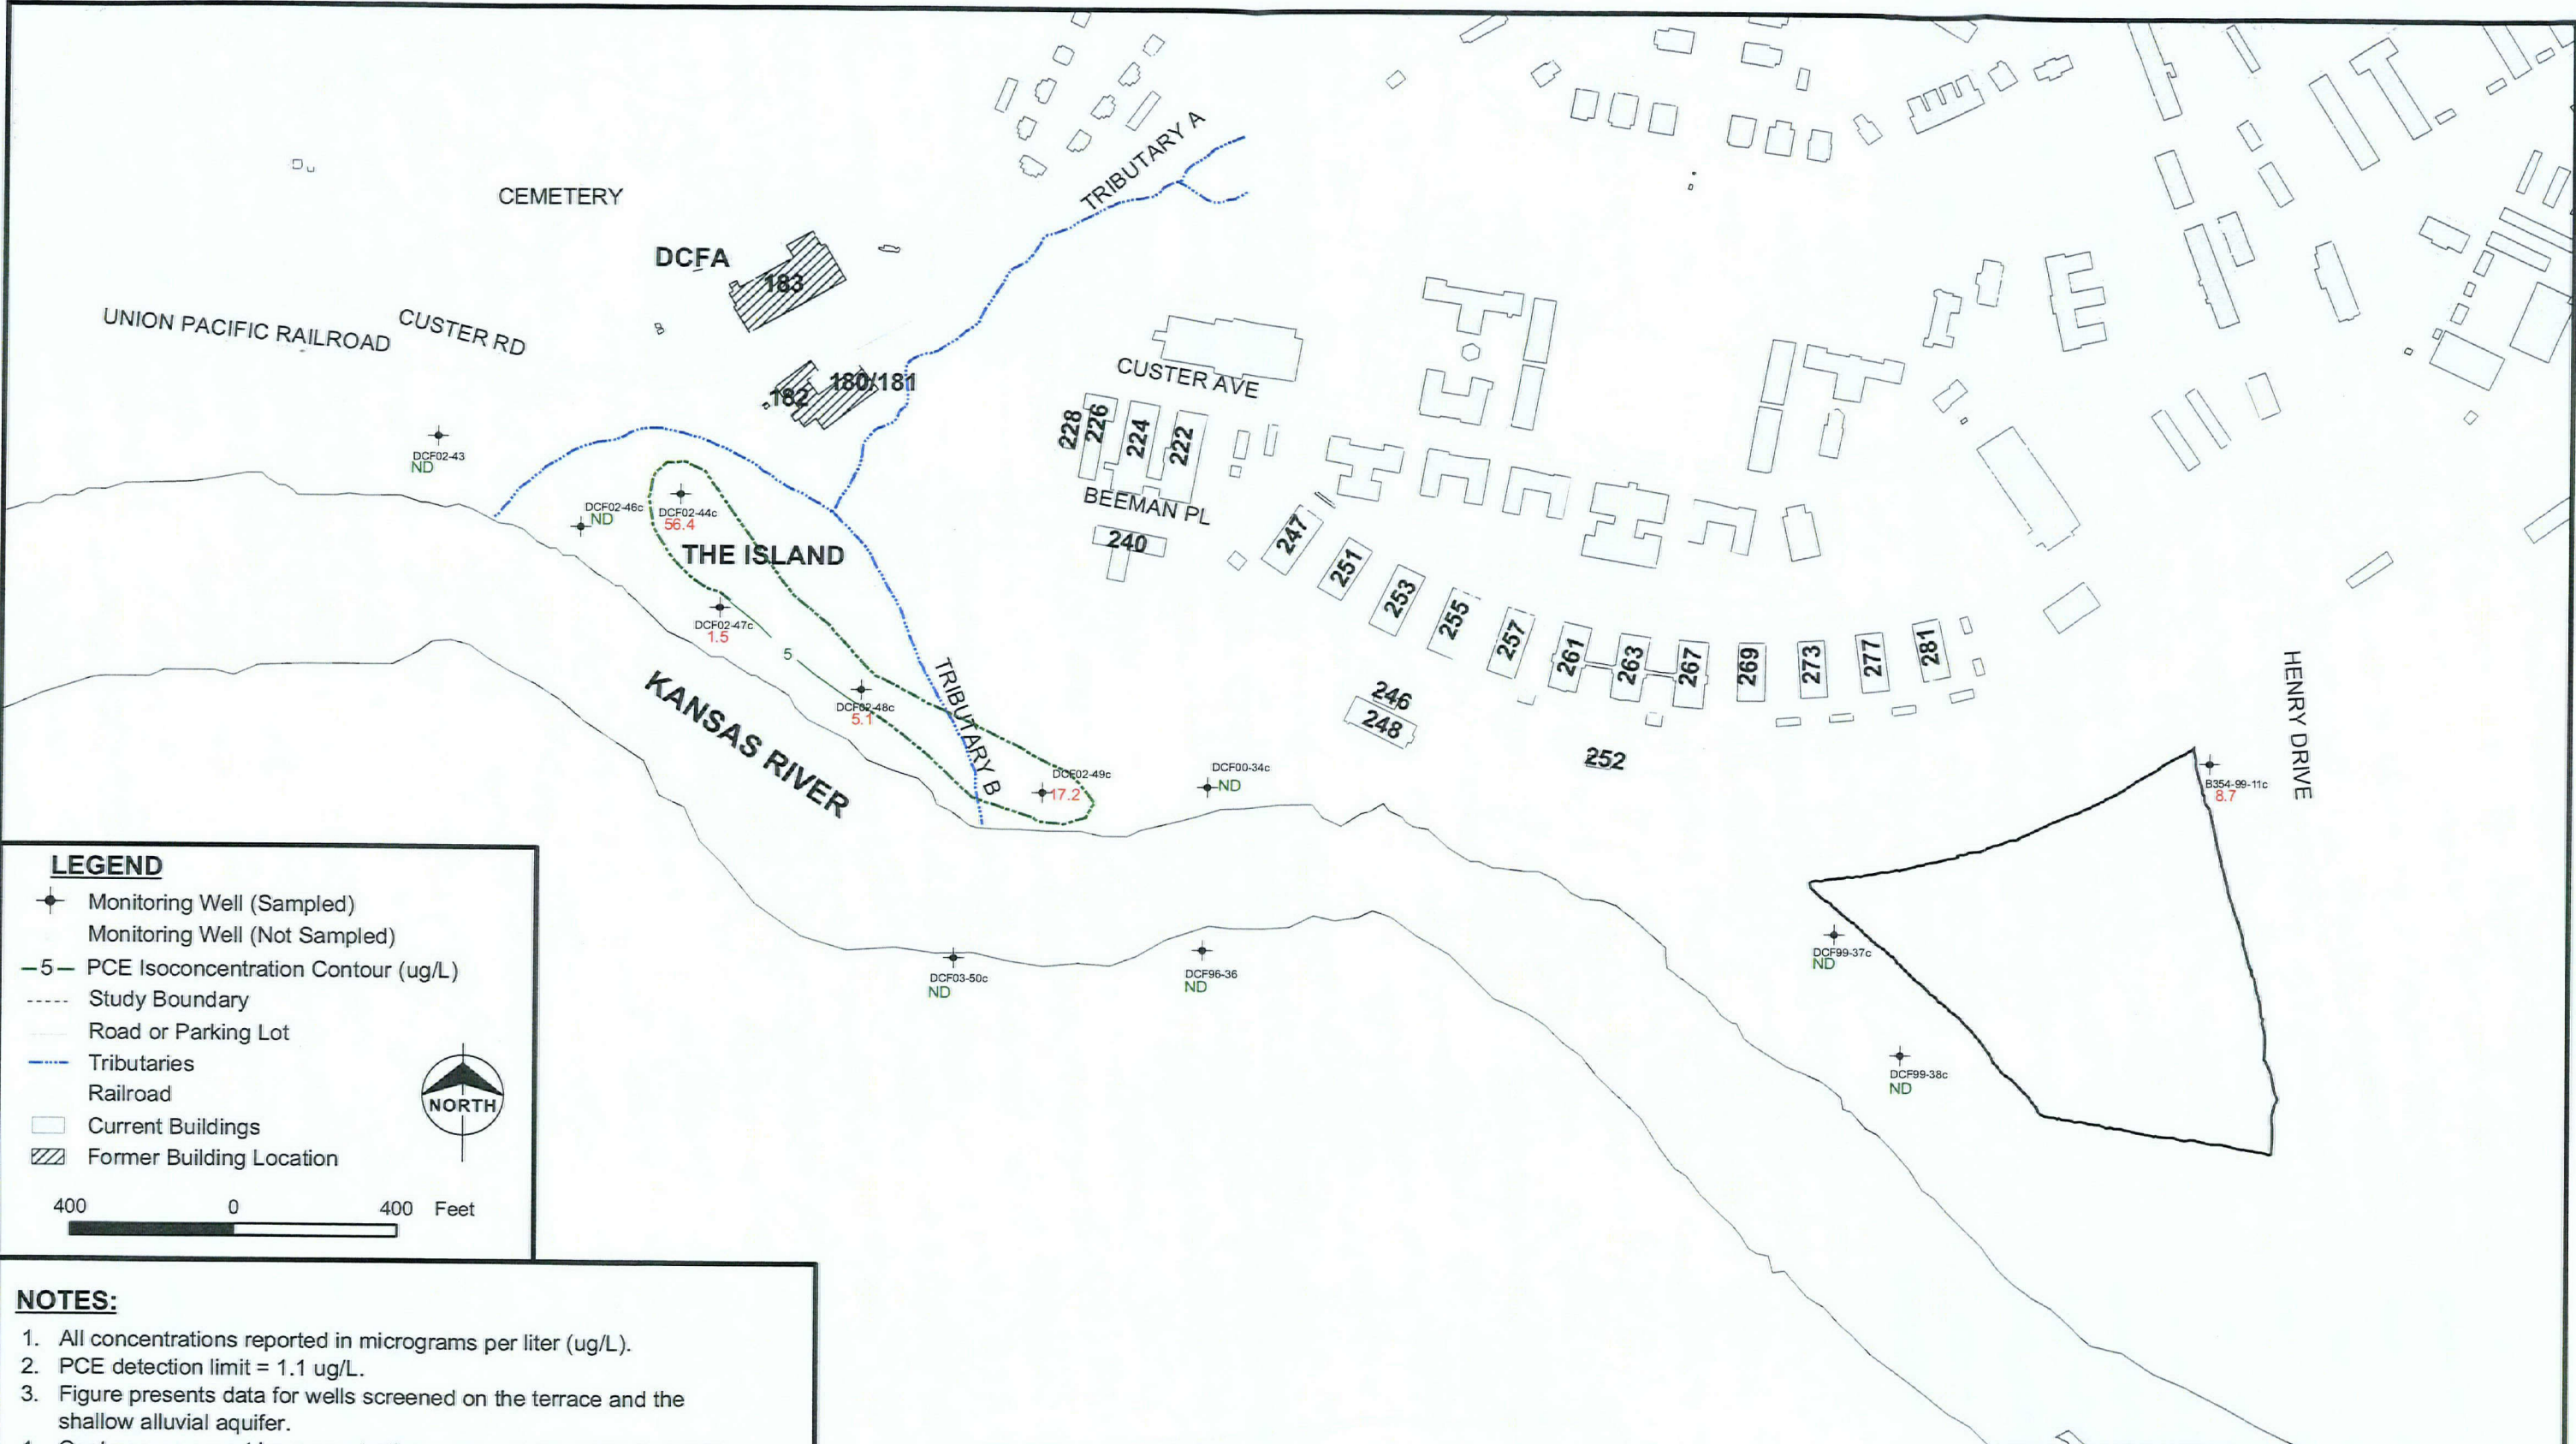 TRIBUTARY A
CEMETERY
DCFA
183
UNION PACIFIC RAILROAD
CUSTER RD
180/181
182
CUSTER AVE
228
226
224
222
DCF02-43
ND
BEEMAN PL
240
DCF02-46c
ND
DCF02-44c
56.4
THE ISLAND
247
251
253
255
257
261
263
267
269
273
277
281
DCF02-47c
1.5
5
KANSAS RIVER
DCF02-48c
5.1
TRIBUTARY B
246
248
252
HENRY DRIVE
DCF02-49c
17.2
DCF00-34c
ND
B354-99-11c
8.7
DCF99-37c
ND
DCF03-50c
ND
DCF96-36
ND
DCF99-38c
ND
LEGEND
Monitoring Well (Sampled)
Monitoring Well (Not Sampled)
5 PCE Isoconcentration Contour (ug/L)
Study Boundary
Road or Parking Lot
Tributaries
Railroad
Current Buildings
Former Building Location
NORTH
400 0 400 Feet
NOTES:
1. All concentrations reported in micrograms per liter (ug/L).
2. PCE detection limit = 1.1 ug/L.
3. Figure presents data for wells screened on the terrace and the
shallow alluvial aquifer.